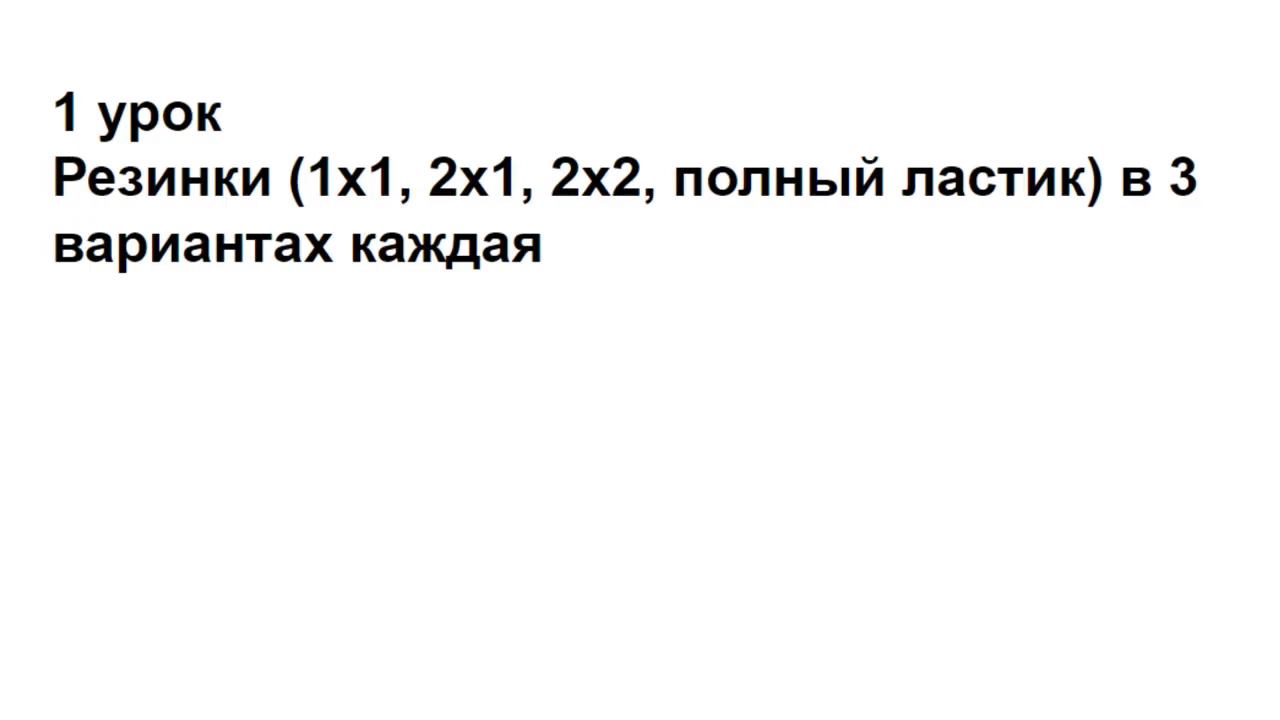 1 урок
Резинки (1х1, 2х1, 2х2, полный ластик) в 3
вариантах каждая